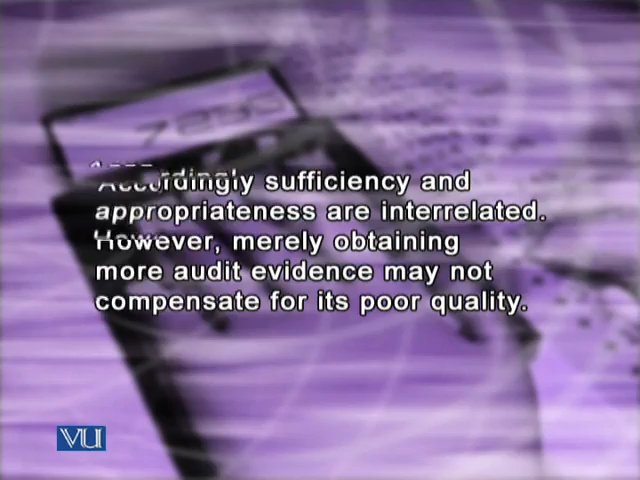 Accordingly sufficiency and
appropriateness are interrelated.
However, merely obtaining
more audit evidence may not
compensate for its poor quality.
VU